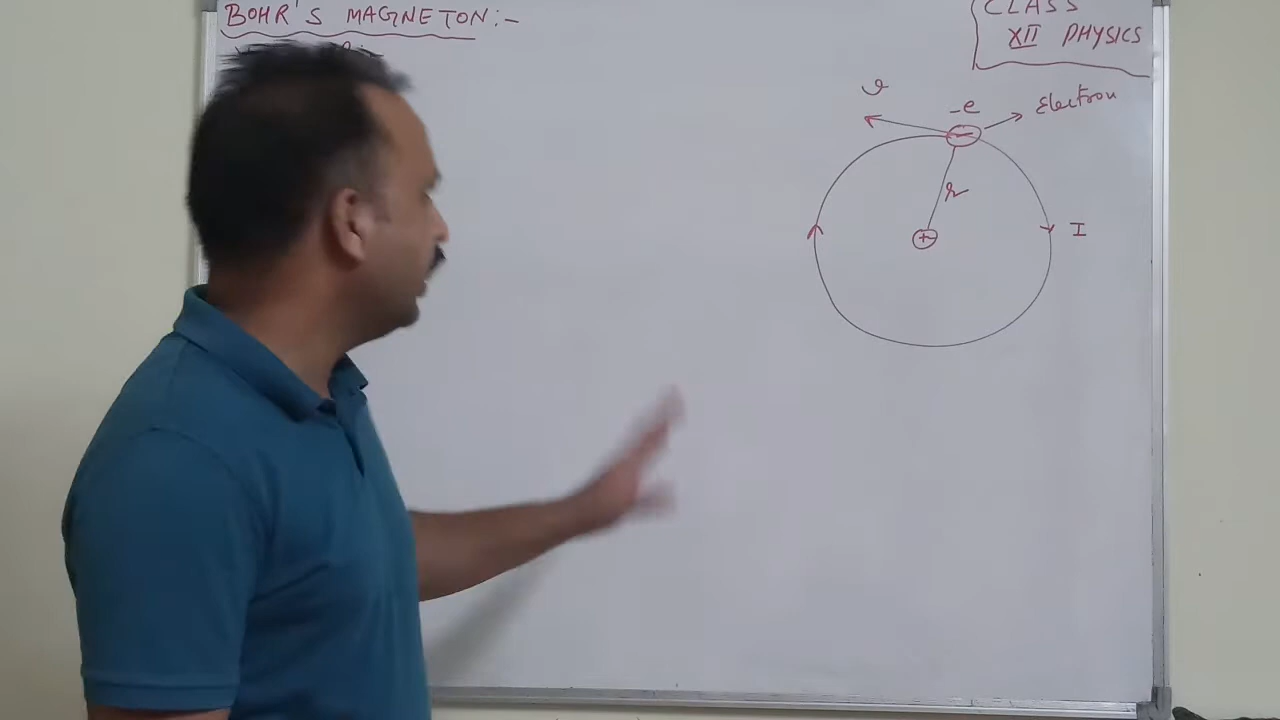 BOHR'S MAGNETON:-
CLASS
XII PHYSICS
v
-e
Electron
r
+
I